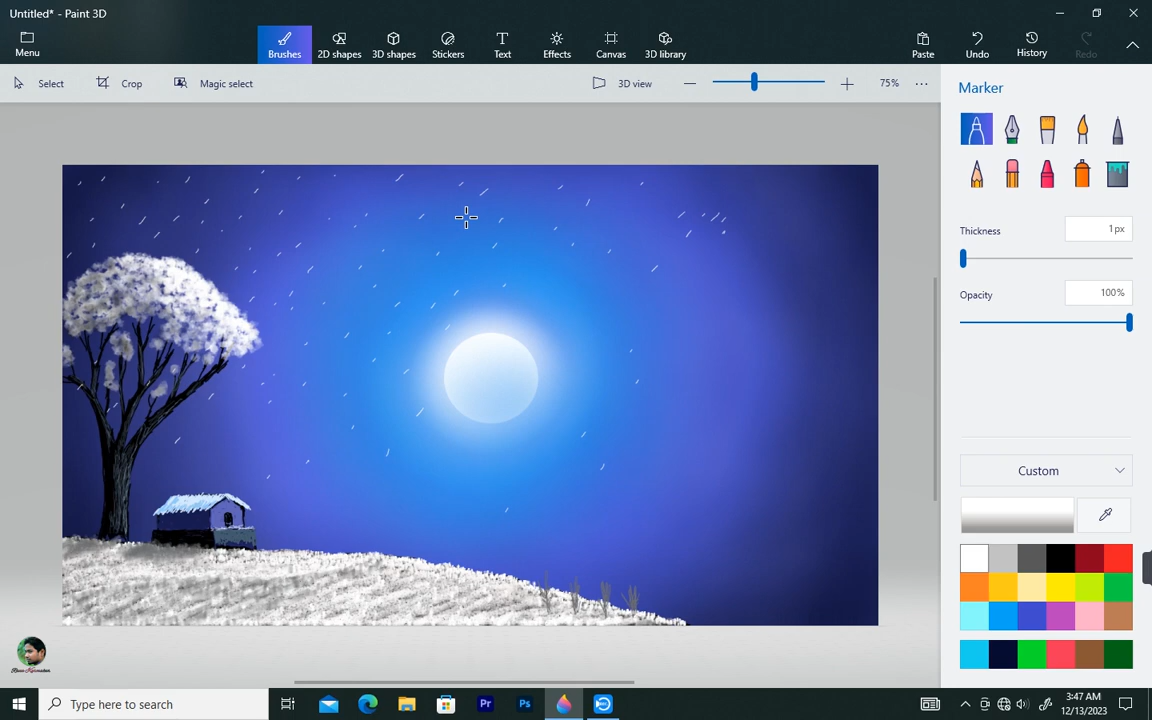 Untitled* - Paint 3D
Menu
Brushes
2D shapes
3D shapes
Stickers
Text
Effects
Canvas
3D library
Paste
Undo
History
Redo
Select
Crop
Magic select
3D view
75%
Marker
Thickness
1px
Opacity
100%
Custom
Type here to search
Pr
Ps
3:47 AM
12/13/2023